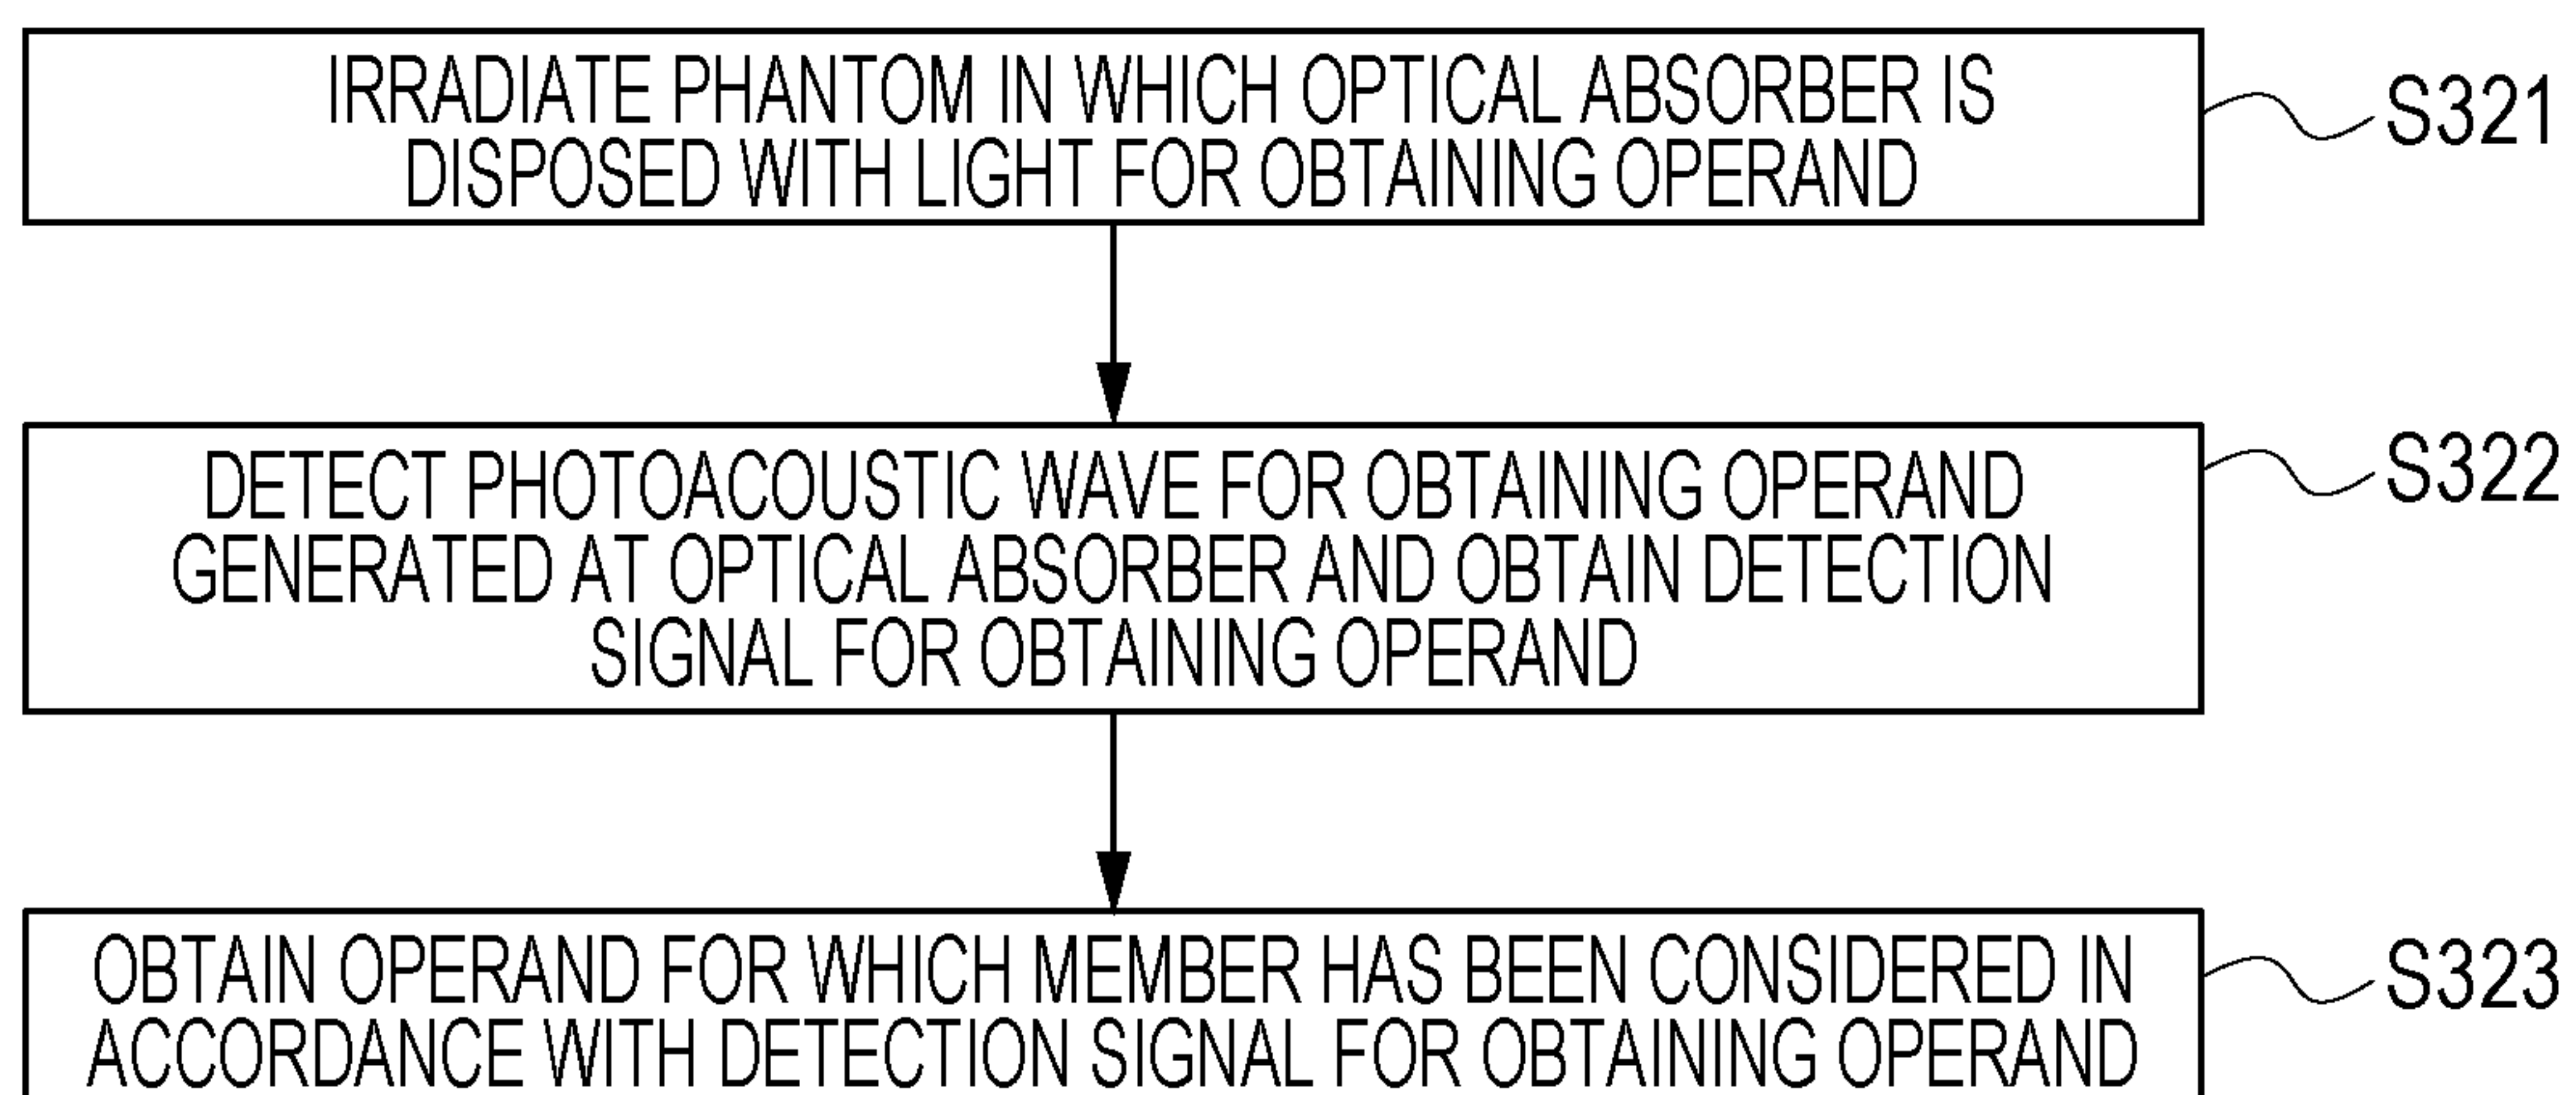 IRRADIATE PHANTOM IN WHICH OPTICAL ABSORBER IS
DISPOSED WITH LIGHT FOR OBTAINING OPERAND
S321
DETECT PHOTOACOUSTIC WAVE FOR OBTAINING OPERAND
GENERATED AT OPTICAL ABSORBER AND OBTAIN DETECTION
SIGNAL FOR OBTAINING OPERAND
S322
OBTAIN OPERAND FOR WHICH MEMBER HAS BEEN CONSIDERED IN
ACCORDANCE WITH DETECTION SIGNAL FOR OBTAINING OPERAND
S323